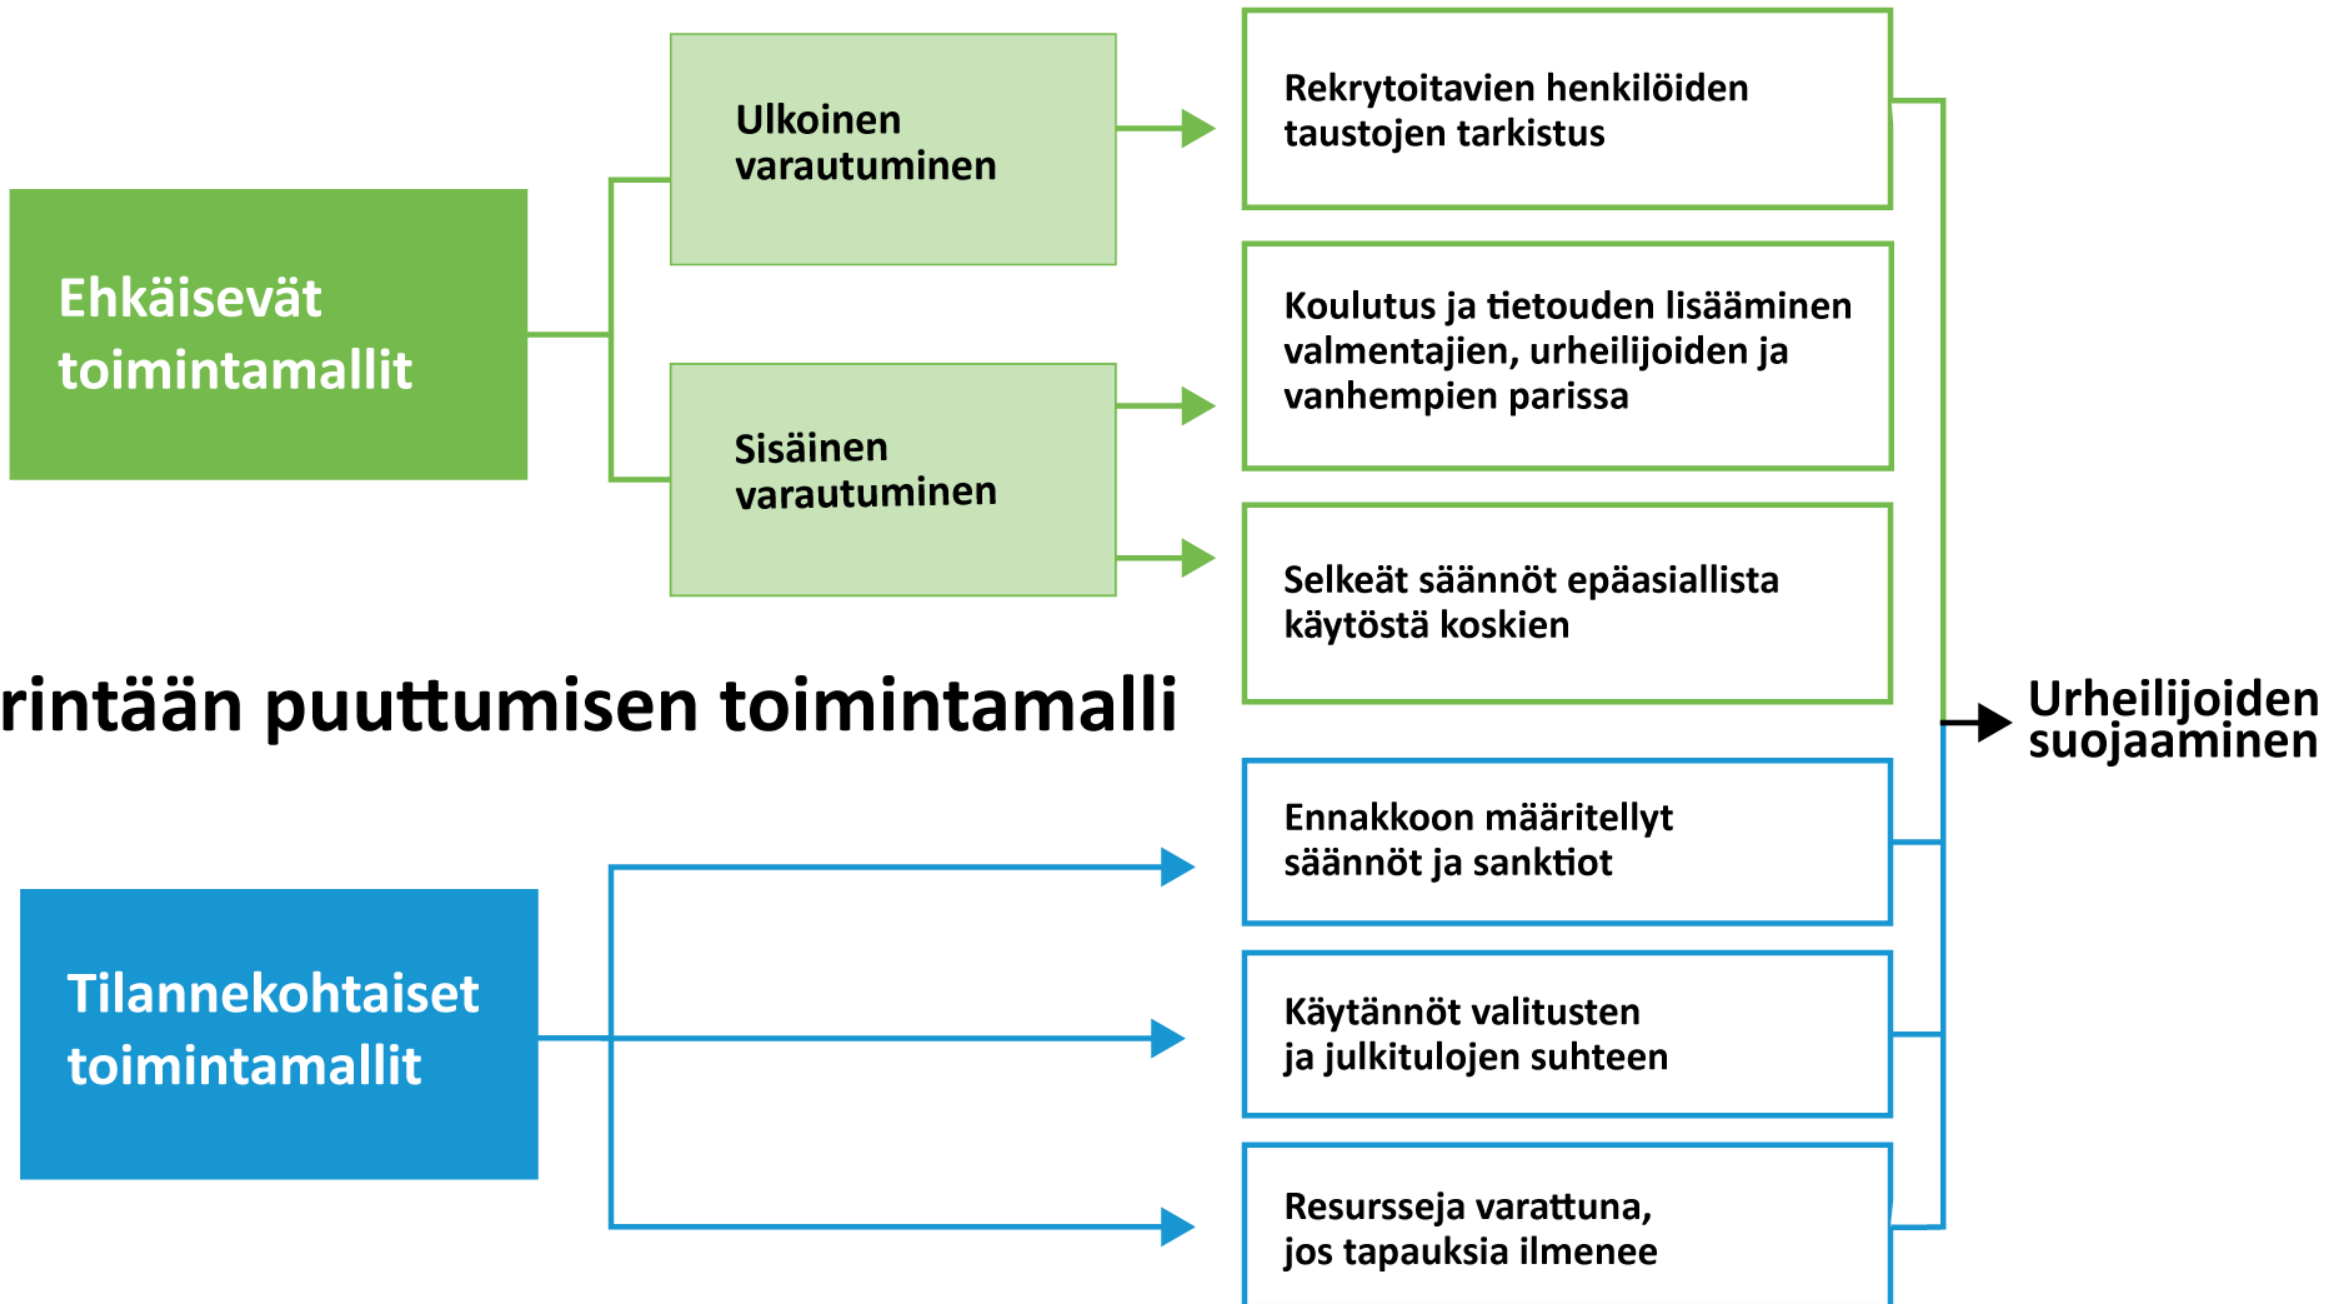 Ehkäisevät
toimintamallit
Ulkoinen
varautuminen
Sisäinen
varautuminen
Rekrytoitavien henkilöiden
taustojen tarkistus
Koulutus ja tietouden lisääminen
valmentajien, urheilijoiden ja
vanhempien parissa
Selkeät säännöt epäasiallista
käytöstä koskien
rintään puuttumisen toimintamalli
Urheilijoiden
suojaaminen
Tilannekohtaiset
toimintamallit
Ennakkoon määritellyt
säännöt ja sanktiot
Käytännöt valitusten
ja julkitulojen suhteen
Resursseja varattuna,
jos tapauksia ilmenee